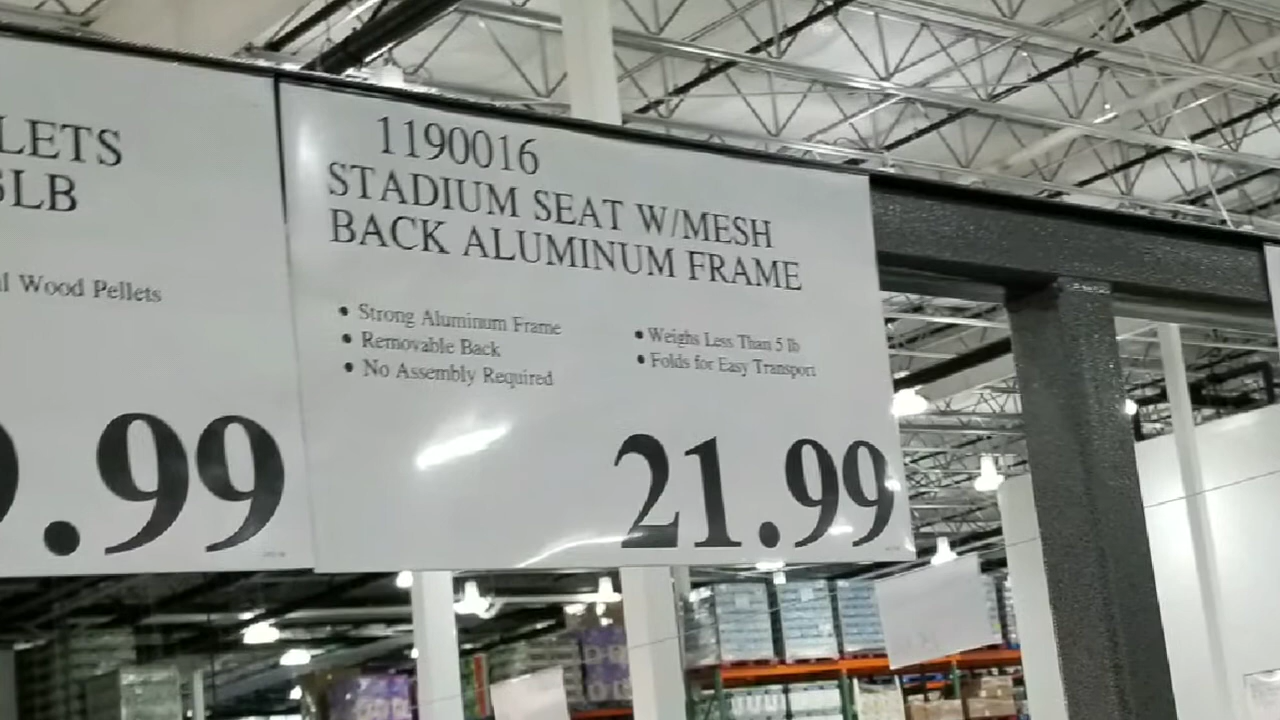 LETS
LB
Wood Pellets
.99
1190016
STADIUM SEAT W/MESH
BACK ALUMINUM FRAME
• Strong Aluminum Frame
• Removable Back
• No Assembly Required
• Weighs Less Than 5 lb
• Folds for Easy Transport
21.99